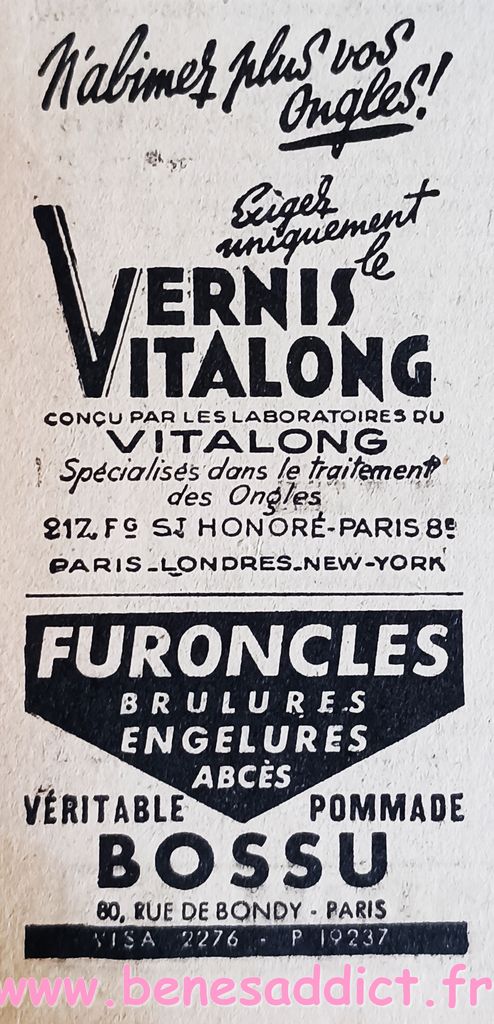 N'abimez plus vos
ongles!
Exigez
uniquement
le
VERNIS
VITALONG
CONÇU PAR LES LABORATOIRES DU
VITALONG
Spécialisés dans le traitement
des Ongles
217, Fg St HONORÉ-PARIS 8e
PARIS-LONDRES-NEW-YORK
FURONCLES
BRULURES
ENGELURES
ABCÈS
VÉRITABLE POMMADE
BOSSU
80, RUE DE BONDY - PARIS
VISA 2276 - P 19237
www.benesaddict.fr